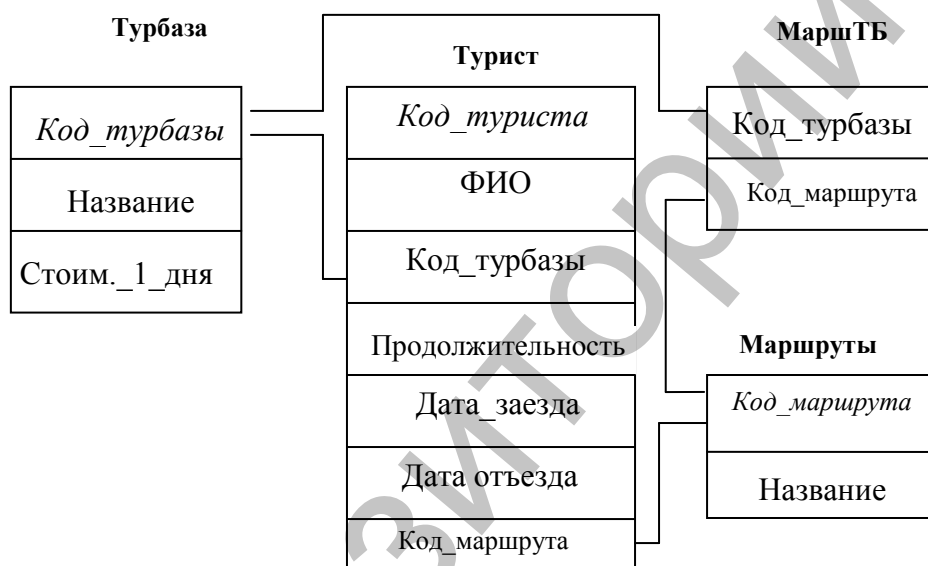 Турбаза
Код_турбазы
Название
Стоим._1_дня
Турист
Код_туриста
ФИО
Код_турбазы
Продолжительность
Дата_заезда
Дата отъезда
Код_маршрута
МаршТБ
Код_турбазы
Код_маршрута
Маршруты
Код_маршрута
Название
зитории